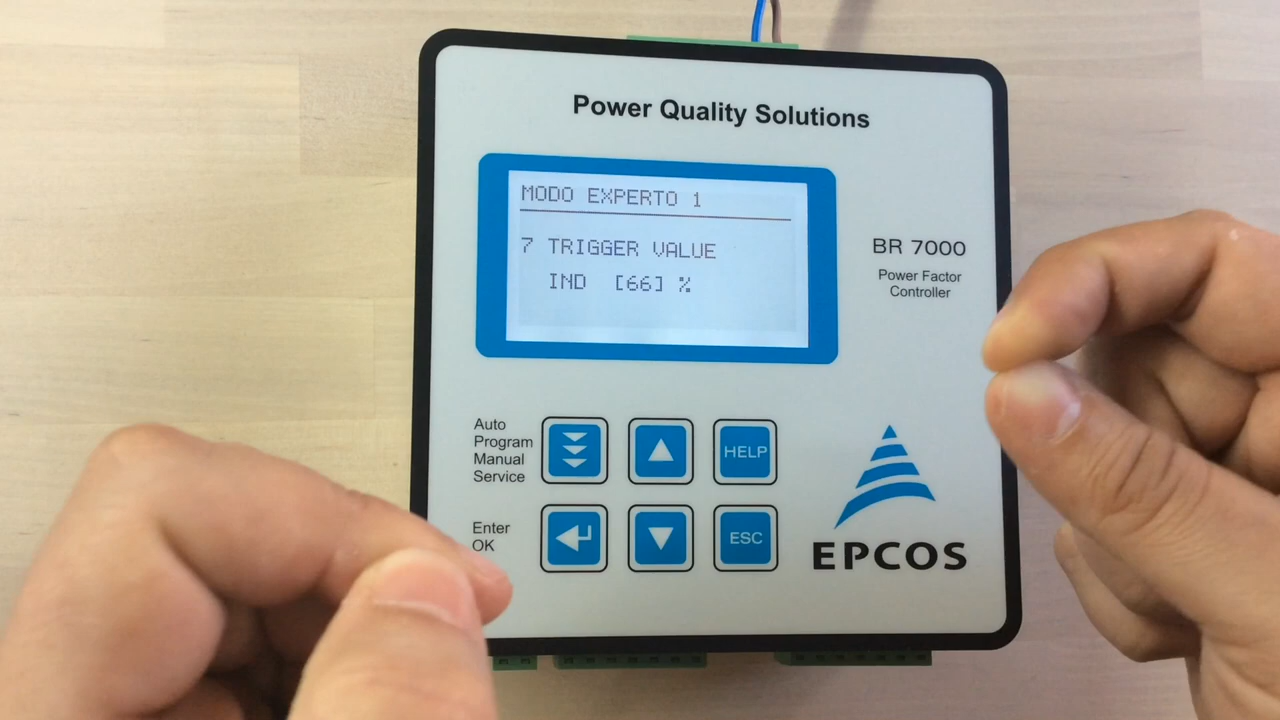 Power Quality Solutions
MODO EXPERTO 1
7 TRIGGER VALUE
IND [66] %
BR 7000
Power Factor
Controller
Auto
Program
Manual
Service
HELP
Enter
OK
ESC
EPCOS